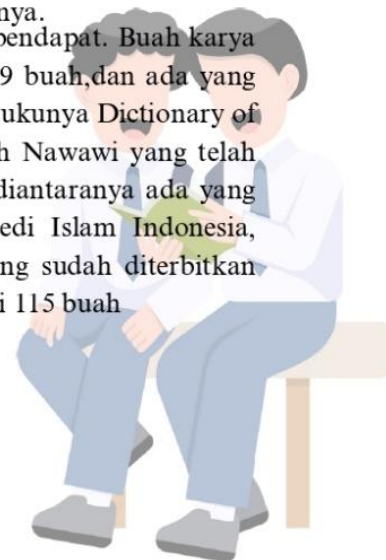 nya.
pendapat. Buah karya
9 buah,dan ada yang
ukunya Dictionary of
h Nawawi yang telah
diantaranya ada yang
edi Islam Indonesia,
ng sudah diterbitkan
i 115 buah